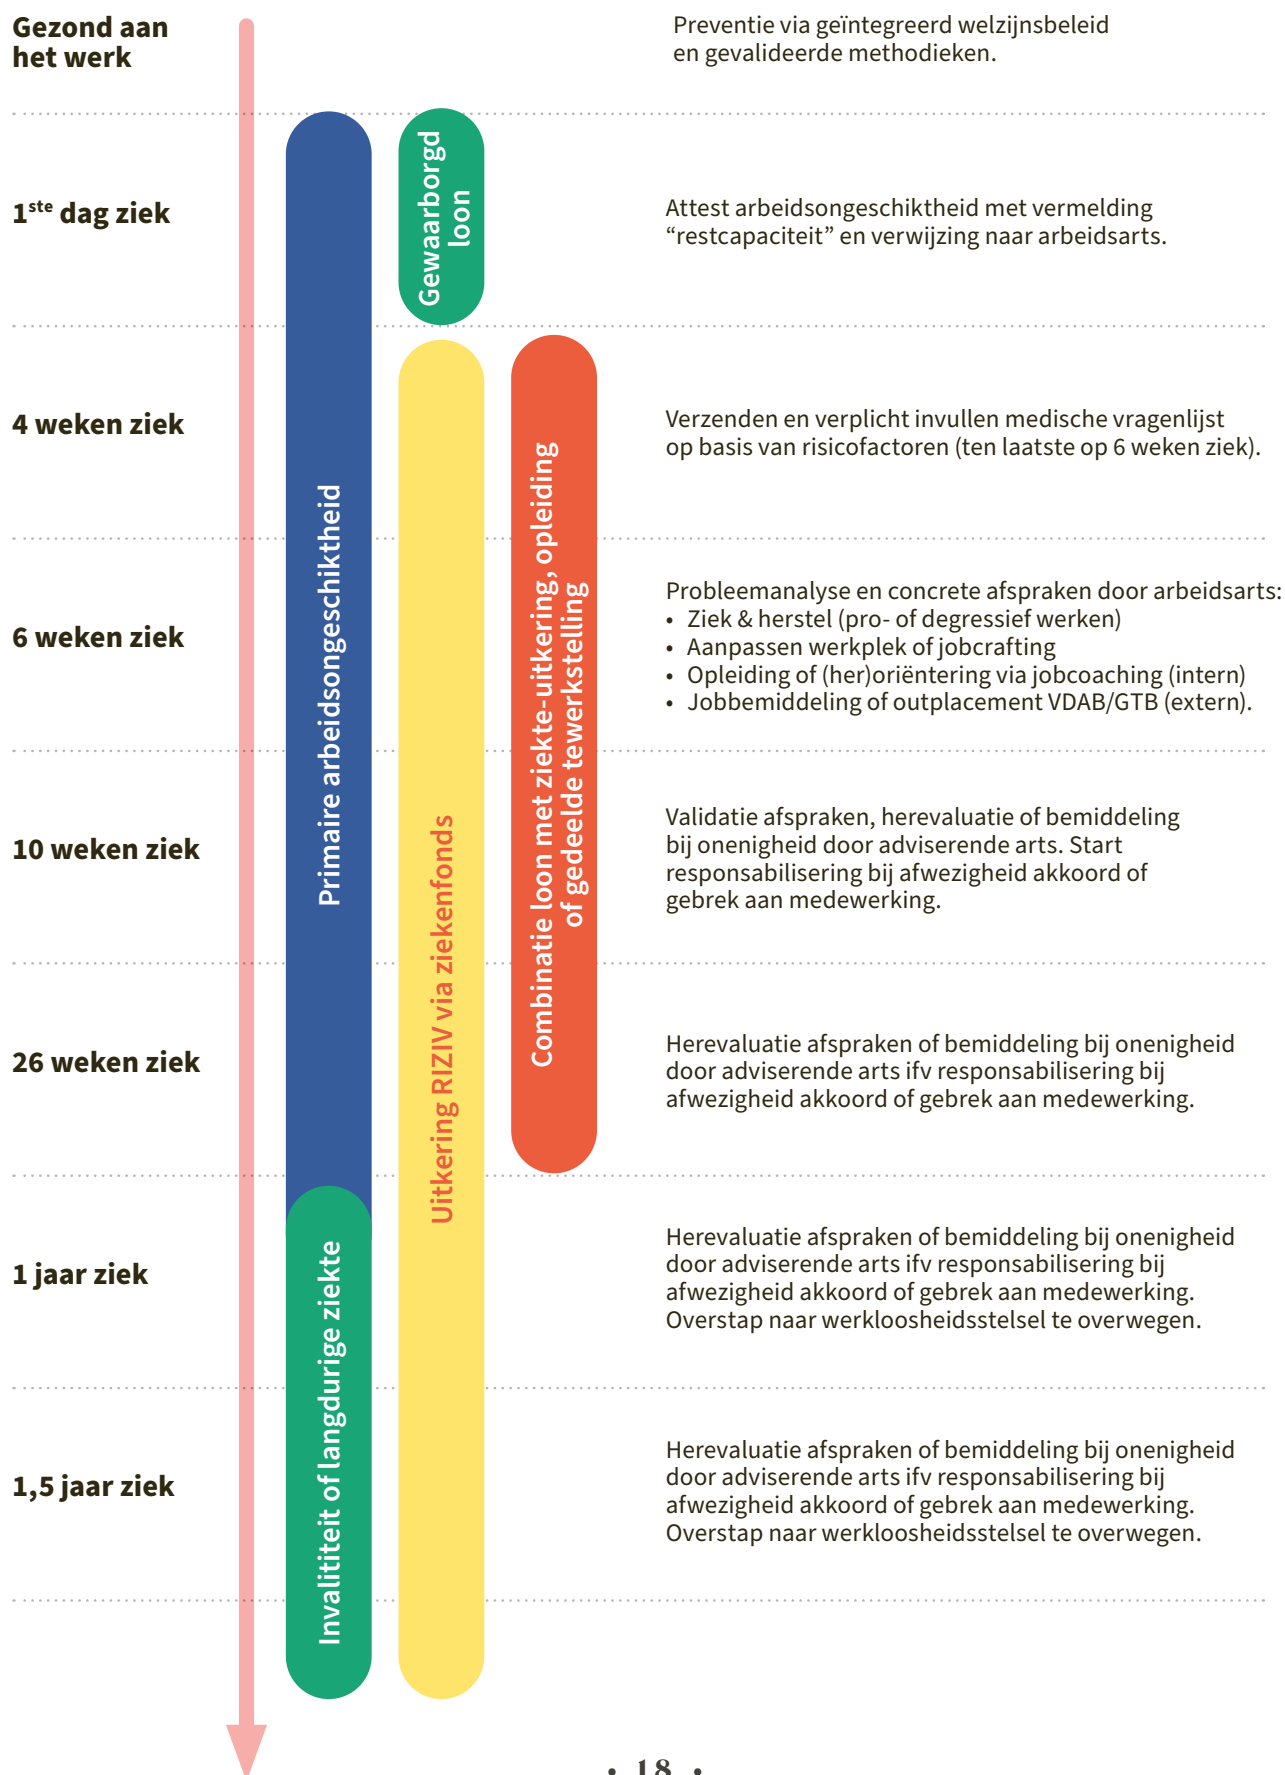 Gezond aan
het werk
Preventie via geïntegreerd welzijnsbeleid
en gevalideerde methodieken.
1ste dag ziek
Attest arbeidsongeschiktheid met vermelding
“restcapaciteit” en verwijzing naar arbeidsarts.
4 weken ziek
Verzenden en verplicht invullen medische vragenlijst
op basis van risicofactoren (ten laatste op 6 weken ziek).
6 weken ziek
Probleemanalyse en concrete afspraken door arbeidsarts:
• Ziek & herstel (pro- of degressief werken)
• Aanpassen werkplek of jobcrafting
• Opleiding of (her)oriëntering via jobcoaching (intern)
• Jobbemiddeling of outplacement VDAB/GTB (extern).
10 weken ziek
Validatie afspraken, herevaluatie of bemiddeling
bij onenigheid door adviserende arts. Start
responsabilisering bij afwezigheid akkoord of
gebrek aan medewerking.
26 weken ziek
Herevaluatie afspraken of bemiddeling bij onenigheid
door adviserende arts ifv responsabilisering bij
afwezigheid akkoord of gebrek aan medewerking.
1 jaar ziek
Herevaluatie afspraken of bemiddeling bij onenigheid
door adviserende arts ifv responsabilisering bij
afwezigheid akkoord of gebrek aan medewerking.
Overstap naar werkloosheidsstelsel te overwegen.
1,5 jaar ziek
Herevaluatie afspraken of bemiddeling bij onenigheid
door adviserende arts ifv responsabilisering bij
afwezigheid akkoord of gebrek aan medewerking.
Overstap naar werkloosheidsstelsel te overwegen.
Primaire arbeidsongeschiktheid
Invalititeit of langdurige ziekte
Gewaarborgd
loon
Uitkering RIZIV via ziekenfonds
Combinatie loon met ziekte-uitkering, opleiding
of gedeelde tewerkstelling
• 18 •